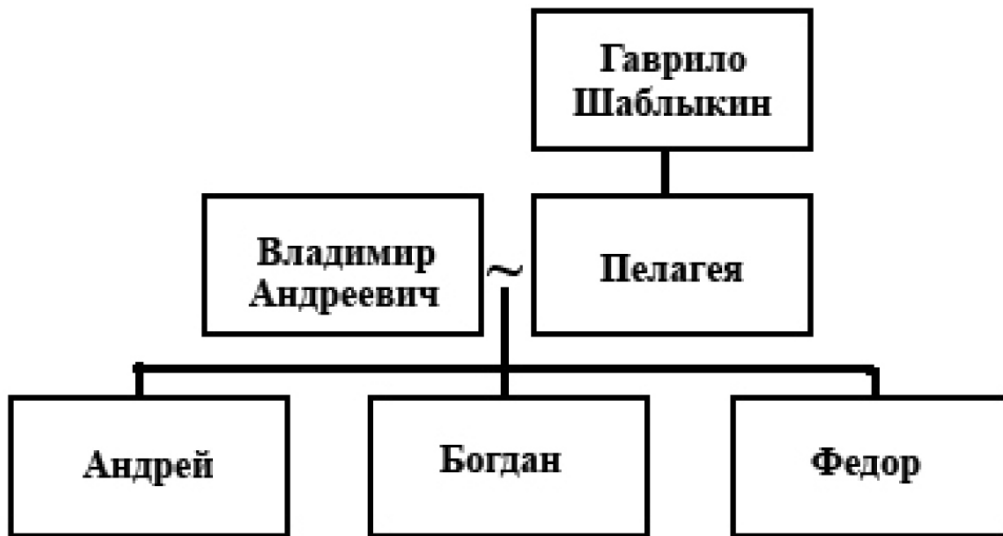 Гаврило
Шаблыкин
Владимир
Андреевич
~
Пелагея
Андрей
Богдан
Федор